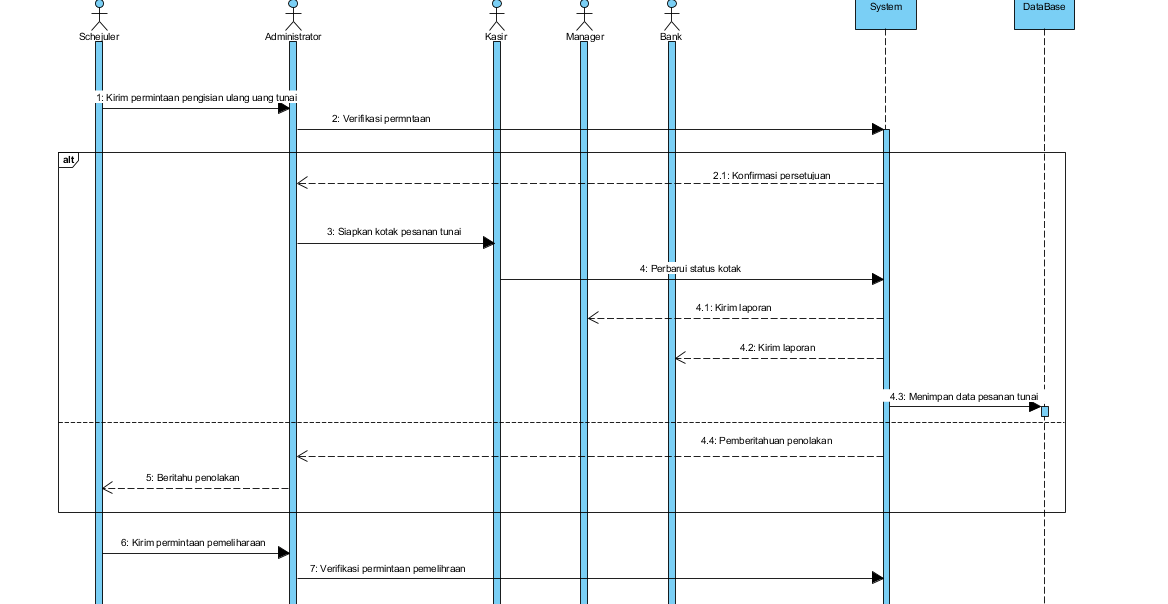 System
DataBase
Schejuler
Administrator
Kasir
Manager
Bank
1: Kirim permintaan pengisian ulang uang tunai
2: Verifikasi permntaan
alt
2.1: Konfirmasi persetujuan
3: Siapkan kotak pesanan tunai
4: Perbarui status kotak
4.1: Kirim laporan
4.2: Kirim laporan
4.3: Menimpan data pesanan tunai
4.4: Pemberitahuan penolakan
5: Beritahu penolakan
6: Kirim permintaan pemeliharaan
7: Verifikasi permintaan pemelihraan